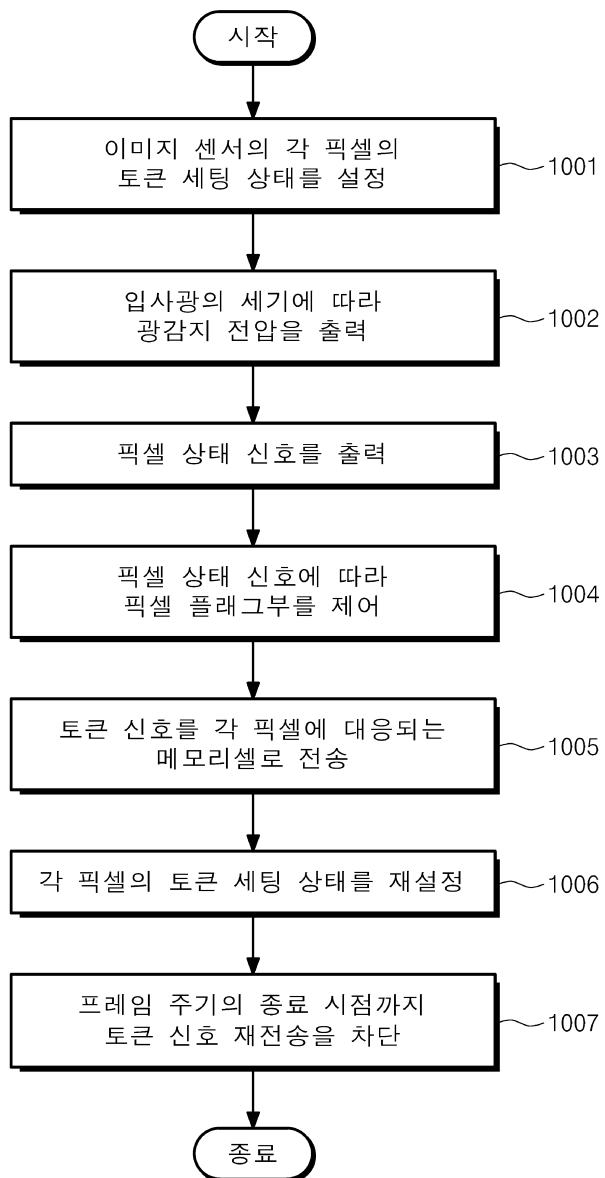 시작
이미지 센서의 각 픽셀의
토큰 세팅 상태를 설정
1001
입사광의 세기에 따라
광감지 전압을 출력
1002
픽셀 상태 신호를 출력
1003
픽셀 상태 신호에 따라
픽셀 플래그부를 제어
1004
토큰 신호를 각 픽셀에 대응되는
메모리셀로 전송
1005
각 픽셀의 토큰 세팅 상태를 재설정
1006
프레임 주기의 종료 시점까지
토큰 신호 재전송을 차단
1007
종료